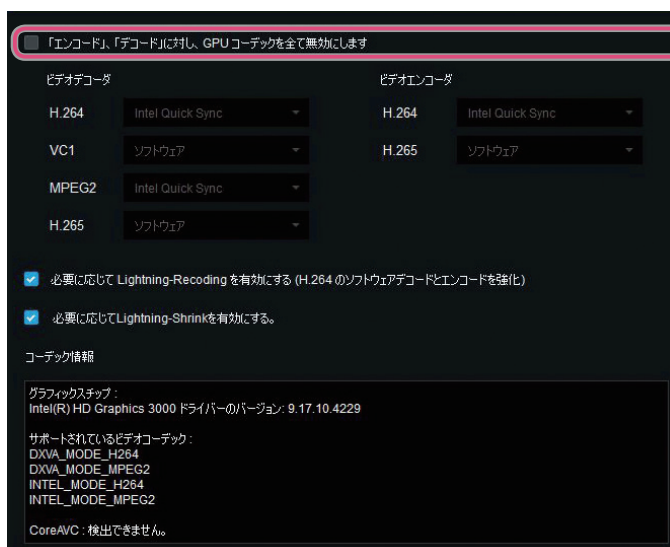 「エンコード」、「デコード」に対し、GPU コーデックを全て無効にします
ビデオデコーダ ビデオエンコーダ
H.264 Intel Quick Sync H.264 Intel Quick Sync
VC1 ソフトウェア H.265 ソフトウェア
MPEG2 Intel Quick Sync
H.265 ソフトウェア
必要に応じて Lightning-Recoding を有効にする (H.264 のソフトウェアデコードとエンコードを強化)
必要に応じてLightning-Shrinkを有効にする。
コーデック情報
グラフィックスチップ :
Intel(R) HD Graphics 3000 ドライバーのバージョン: 9.17.10.4229
サポートされているビデオコーデック :
DXVA_MODE_H264
DXVA_MODE_MPEG2
INTEL_MODE_H264
INTEL_MODE_MPEG2
CoreAVC : 検出できません。